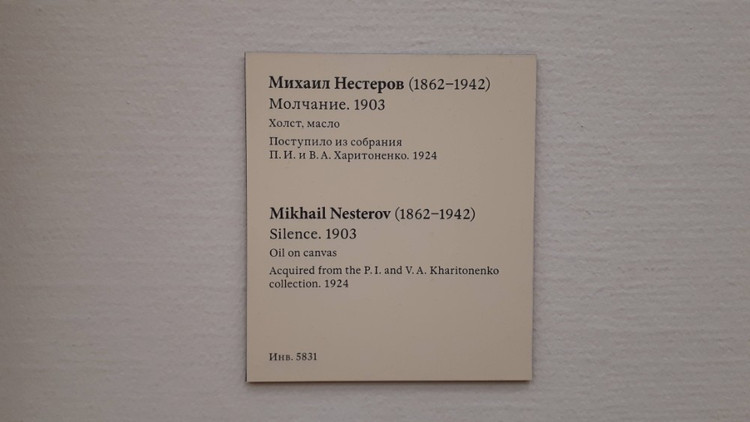 Михаил Нестеров (1862–1942)
Молчание. 1903
Холст, масло
Поступило из собрания
П. И. и В. А. Харитоненко. 1924
Mikhail Nesterov (1862–1942)
Silence. 1903
Oil on canvas
Acquired from the P. I. and V. A. Kharitonenko
collection. 1924
Инв. 5831